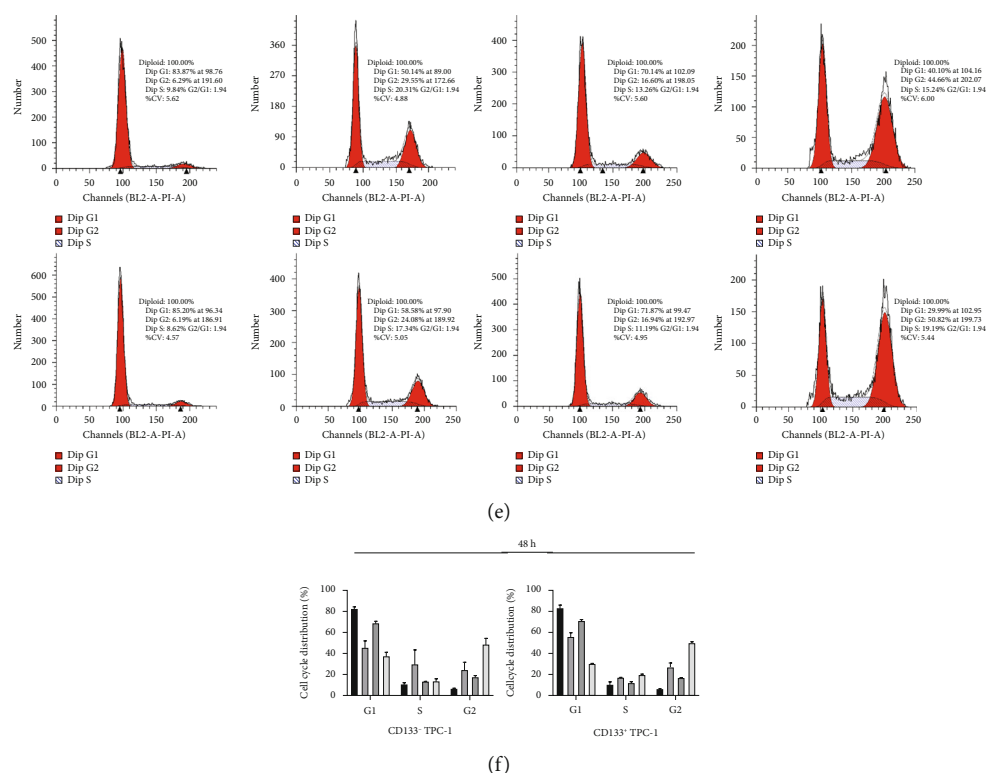 Number
500
400
300
200
100
0
Diploid: 100.00%
Dip G1: 83.87% at 98.76
Dip G2: 6.29% at 191.60
Dip S: 9.84% G2/G1: 1.94
%CV: 5.62
0 50 100 150 200
Channels (BL2-A-PI-A)
Dip G1
Dip G2
Dip S
Number
360
270
180
90
0
Diploid: 100.00%
Dip G1: 50.14% at 89.00
Dip G2: 29.55% at 172.66
Dip S: 20.31% G2/G1: 1.94
%CV: 4.88
0 50 100 150 200
Channels (BL2-A-PI-A)
Dip G1
Dip G2
Dip S
Number
400
300
200
100
0
Diploid: 100.00%
Dip G1: 70.14% at 102.09
Dip G2: 16.60% at 198.05
Dip S: 13.26% G2/G1: 1.94
%CV: 5.60
0 50 100 150 200 250
Channels (BL2-A-PI-A)
Dip G1
Dip G2
Dip S
Number
200
150
100
50
0
Diploid: 100.00%
Dip G1: 40.10% at 104.16
Dip G2: 44.66% at 202.07
Dip S: 15.24% G2/G1: 1.94
%CV: 6.00
0 50 100 150 200 250
Channels (BL2-A-PI-A)
Dip G1
Dip G2
Dip S
Number
600
500
400
300
200
100
0
Diploid: 100.00%
Dip G1: 85.20% at 96.34
Dip G2: 6.19% at 186.91
Dip S: 8.62% G2/G1: 1.94
%CV: 4.57
0 50 100 150 200
Channels (BL2-A-PI-A)
Dip G1
Dip G2
Dip S
Number
400
300
200
100
0
Diploid: 100.00%
Dip G1: 58.58% at 97.90
Dip G2: 24.08% at 189.92
Dip S: 17.34% G2/G1: 1.94
%CV: 5.05
0 50 100 150 200 250
Channels (BL2-A-PI-A)
Dip G1
Dip G2
Dip S
Number
500
400
300
200
100
0
Diploid: 100.00%
Dip G1: 71.87% at 99.47
Dip G2: 16.94% at 192.97
Dip S: 11.19% G2/G1: 1.94
%CV: 4.95
0 50 100 150 200 250
Channels (BL2-A-PI-A)
Dip G1
Dip G2
Dip S
Number
200
150
100
50
0
Diploid: 100.00%
Dip G1: 29.99% at 102.95
Dip G2: 50.82% at 199.73
Dip S: 19.19% G2/G1: 1.94
%CV: 5.44
0 50 100 150 200 250
Channels (BL2-A-PI-A)
Dip G1
Dip G2
Dip S
(e)
48 h
Cell cycle distribution (%)
100
80
60
40
20
0
G1 S G2
CD133- TPC-1
Cellcycle distribution (%)
100
80
60
40
20
0
G1 S G2
CD133+ TPC-1
(f)